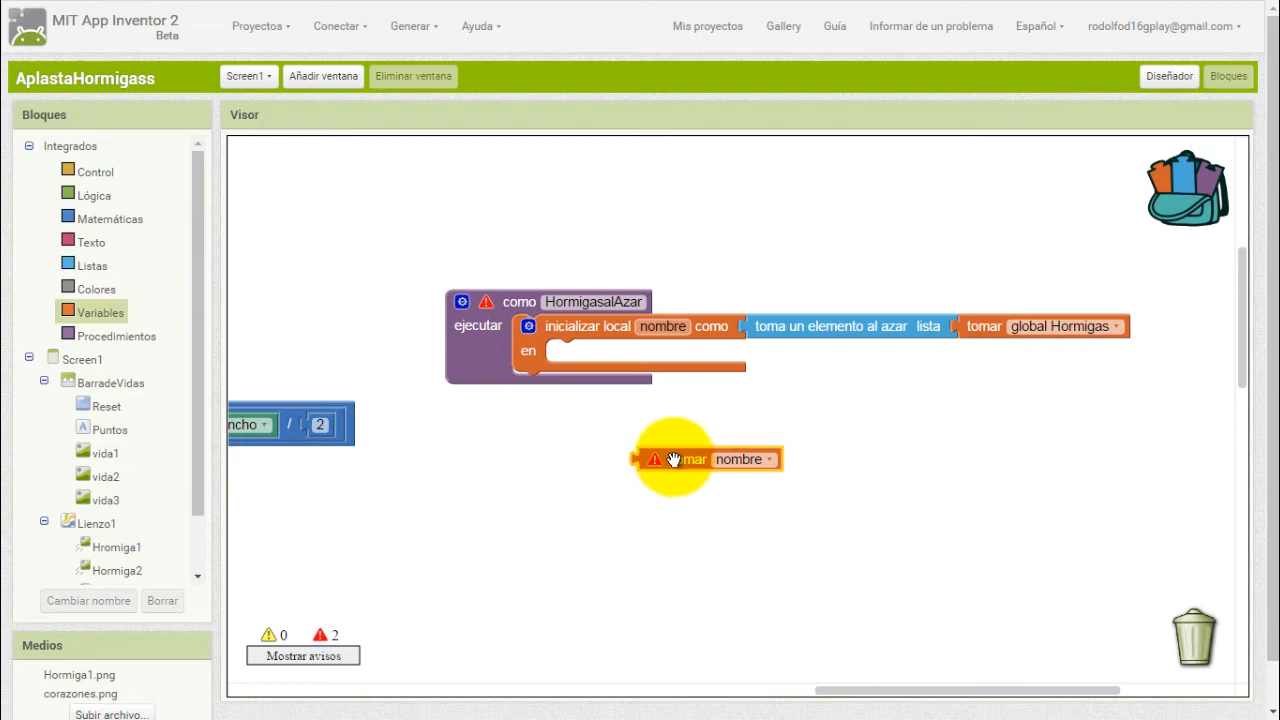 MIT App Inventor 2
Beta
Proyectos Conectar Generar Ayuda Mis proyectos Gallery Guía Informar de un problema Español rodolfod16gplay@gmail.com
AplastaHormigass Screen1 Añadir ventana Eliminar ventana Diseñador Bloques
Bloques
Visor
Integrados
Control
Lógica
Matemáticas
Texto
Listas
Colores
Variables
Procedimientos
Screen1
BarradeVidas
Reset
Puntos
vida1
vida2
vida3
Lienzo1
Hromiga1
Hormiga2
Cambiar nombre Borrar
Medios
Hormiga1.png
corazones.png
Subir archivo...
como HormigasalAzar
ejecutar inicializar local nombre como toma un elemento al azar lista tomar global Hormigas
en
/ 2
nombre
0 2
Mostrar avisos